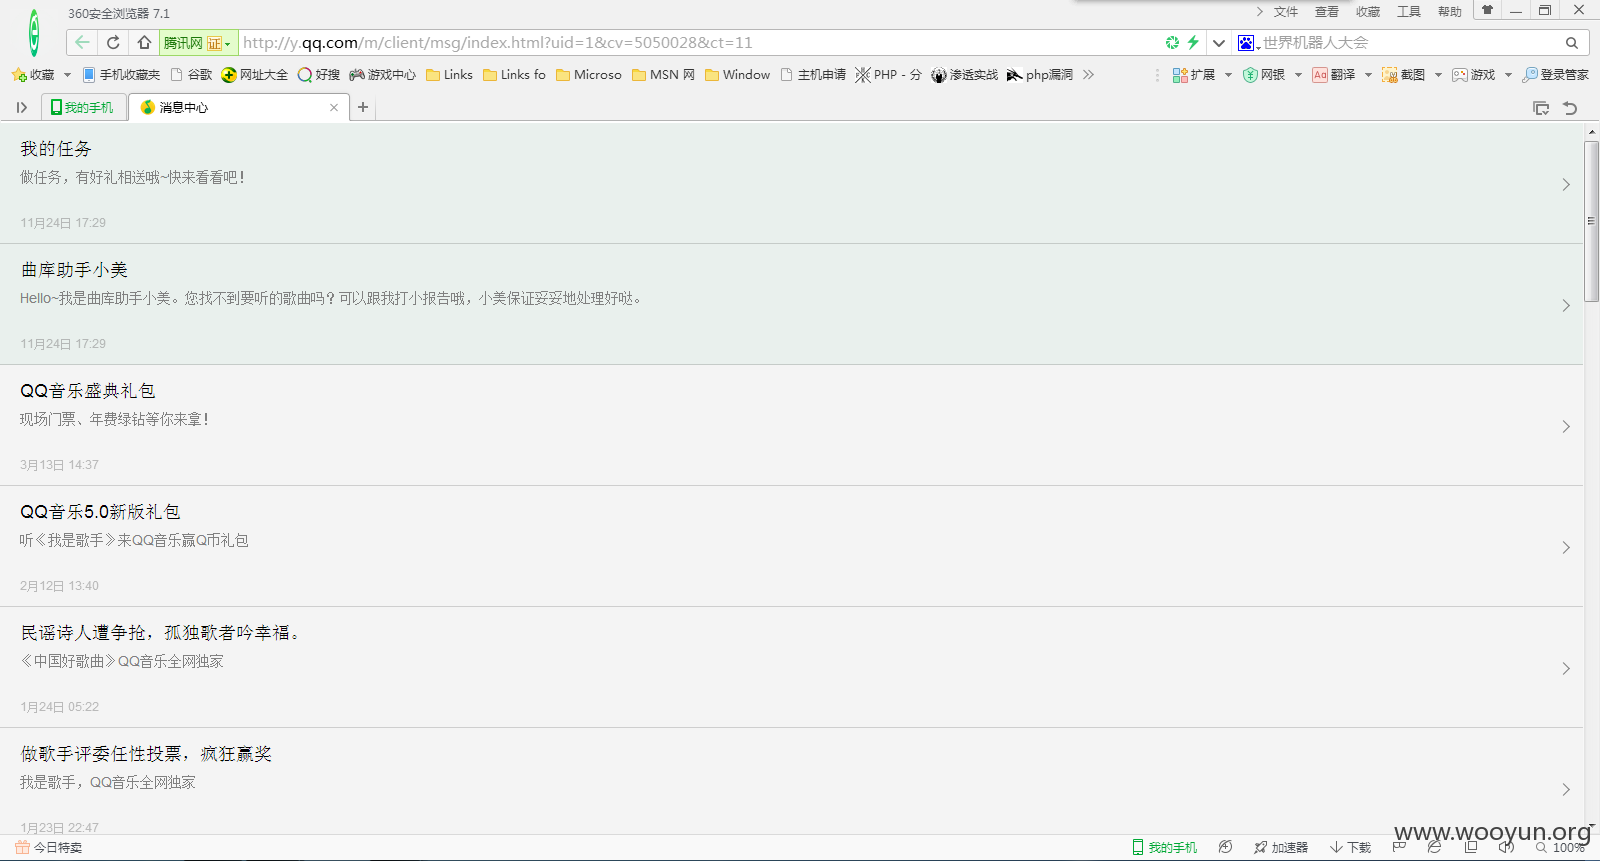 360安全浏览器 7.1
文件 查看 收藏 工具 帮助
腾讯网 证 http://y.qq.com/m/client/msg/index.html?uid=1&cv=5050028&ct=11 世界机器人大会
收藏 手机收藏夹 谷歌 网址大全 好搜 游戏中心 Links Links fo Microso MSN 网 Window 主机申请 PHP - 分 渗透实战 php漏洞 扩展 网银 Aa 翻译 截图 游戏 登录管家
我的手机 消息中心
我的任务
做任务，有好礼相送哦~快来看看吧！
11月24日 17:29
曲库助手小美
Hello~我是曲库助手小美。您找不到要听的歌曲吗？可以跟我打小报告哦，小美保证妥妥地处理好哒。
11月24日 17:29
QQ音乐盛典礼包
现场门票、年费绿钻等你来拿！
3月13日 14:37
QQ音乐5.0新版礼包
听《我是歌手》来QQ音乐赢Q币礼包
2月12日 13:40
民谣诗人遭争抢，孤独歌者吟幸福。
《中国好歌曲》QQ音乐全网独家
1月24日 05:22
做歌手评委任性投票，疯狂赢奖
我是歌手，QQ音乐全网独家
1月23日 22:47
www.wooyun.org
今日特卖 我的手机 加速器 下载 100%